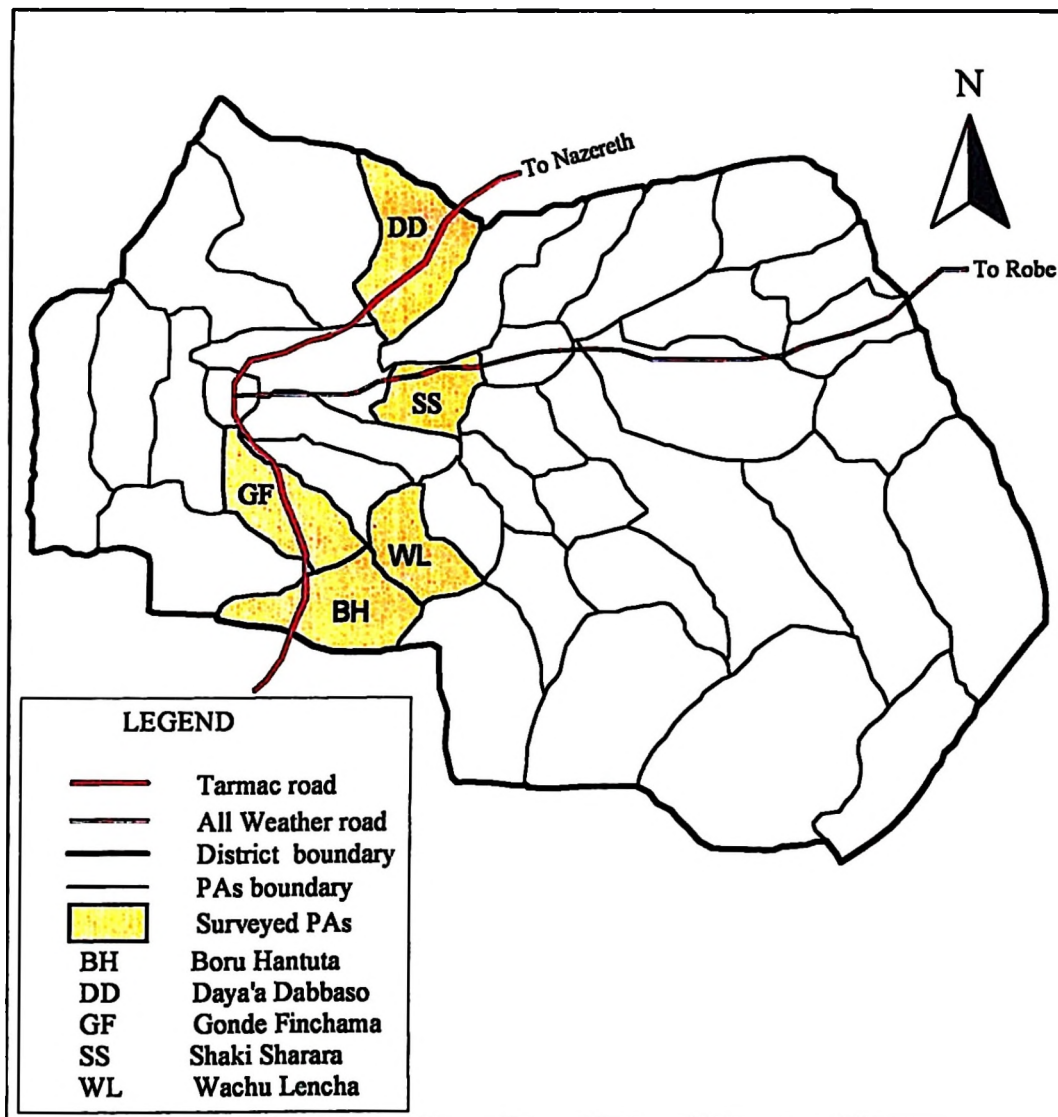 N
To Nazcreth
DD
To Robe
SS
GF
WL
BH
LEGEND
Tarmac road
All Weather road
District boundary
PAs boundary
Surveyed PAs
BH Boru Hantuta
DD Daya'a Dabbaso
GF Gonde Finchama
SS Shaki Sharara
WL Wachu Lencha